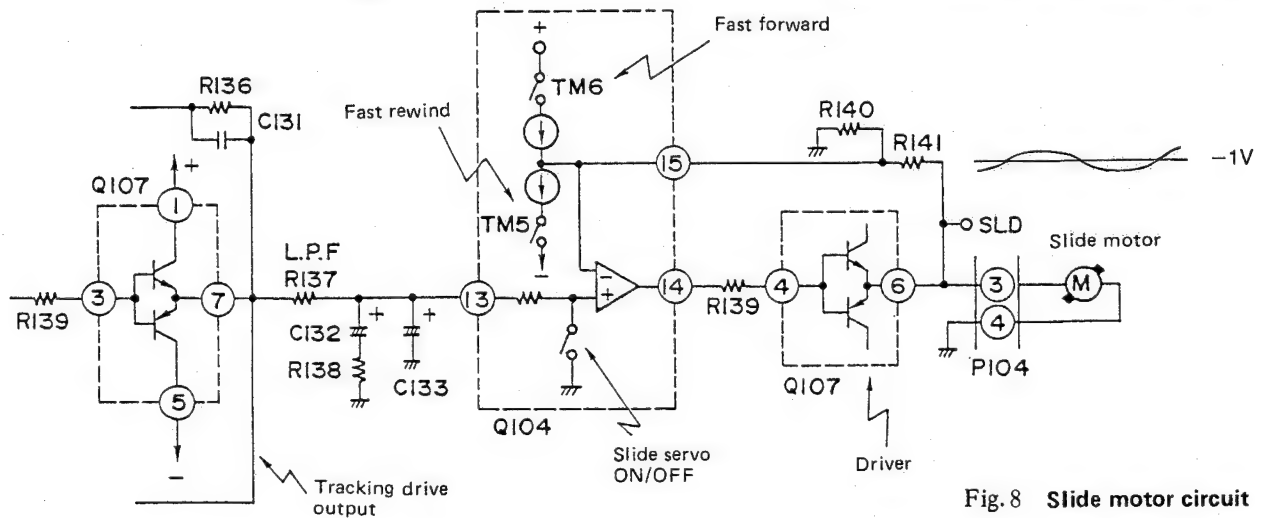 +
Fast forward
TM6
R136
C131
Fast rewind
R140
R141
15
−1V
+
Q107
1
TM5
−
SLD
Slide motor
L.P.F
R137
3
7
13
−
+
14
4
6
3
M
R139
+
+
R139
4
C132
R138
C133
P104
5
Q107
Q104
−
Slide servo
ON/OFF
Driver
Tracking drive
output
Fig. 8 Slide motor circuit